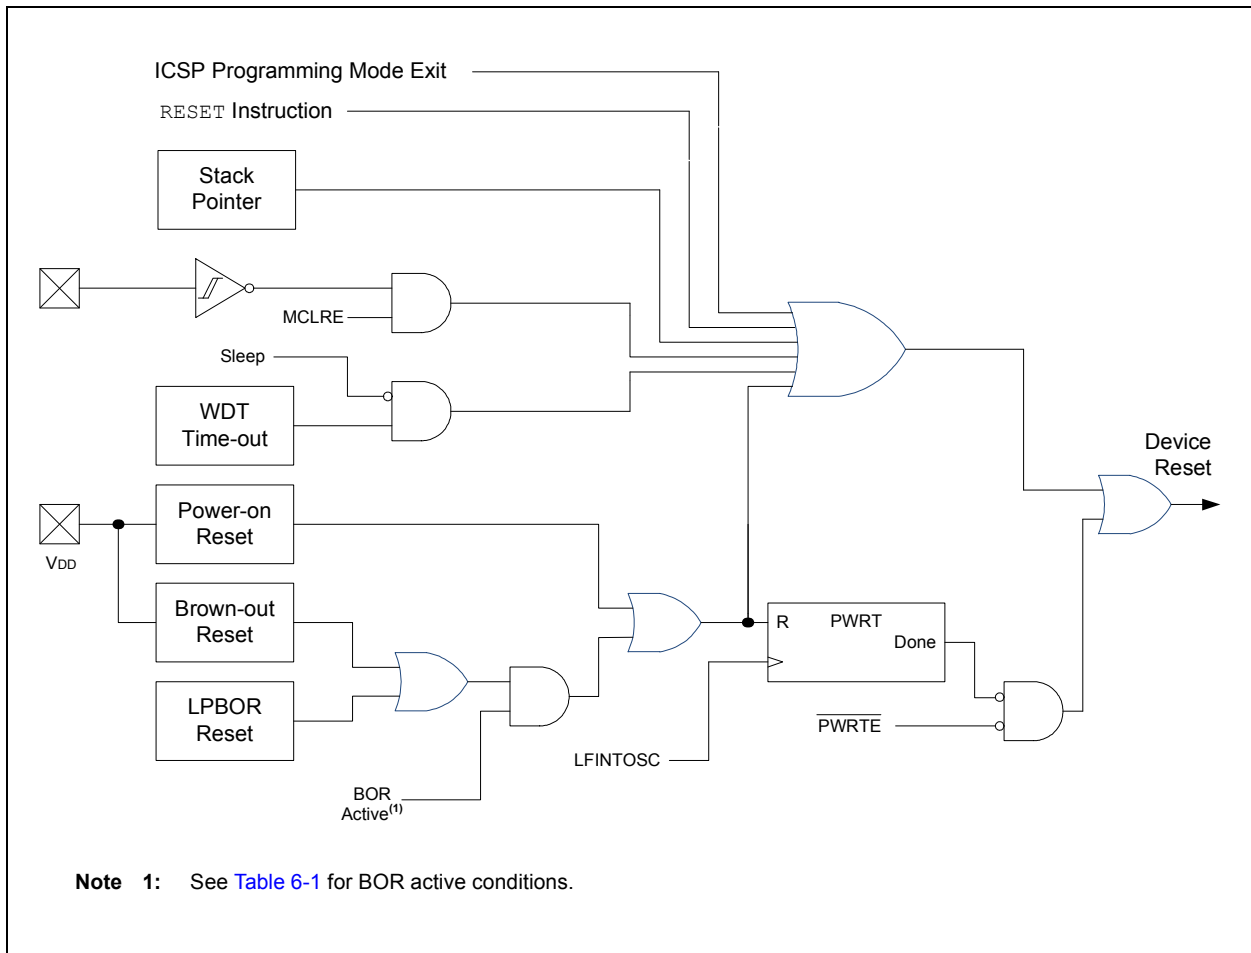 ICSP Programming Mode Exit
RESET Instruction
Stack
Pointer
MCLRE
Sleep
WDT
Time-out
Device
Reset
Power-on
Reset
VDD
Brown-out
Reset
R PWRT
Done
LPBOR
Reset
PWRTE
LFINTOSC
BOR
Active(1)
Note 1: See Table 6-1 for BOR active conditions.